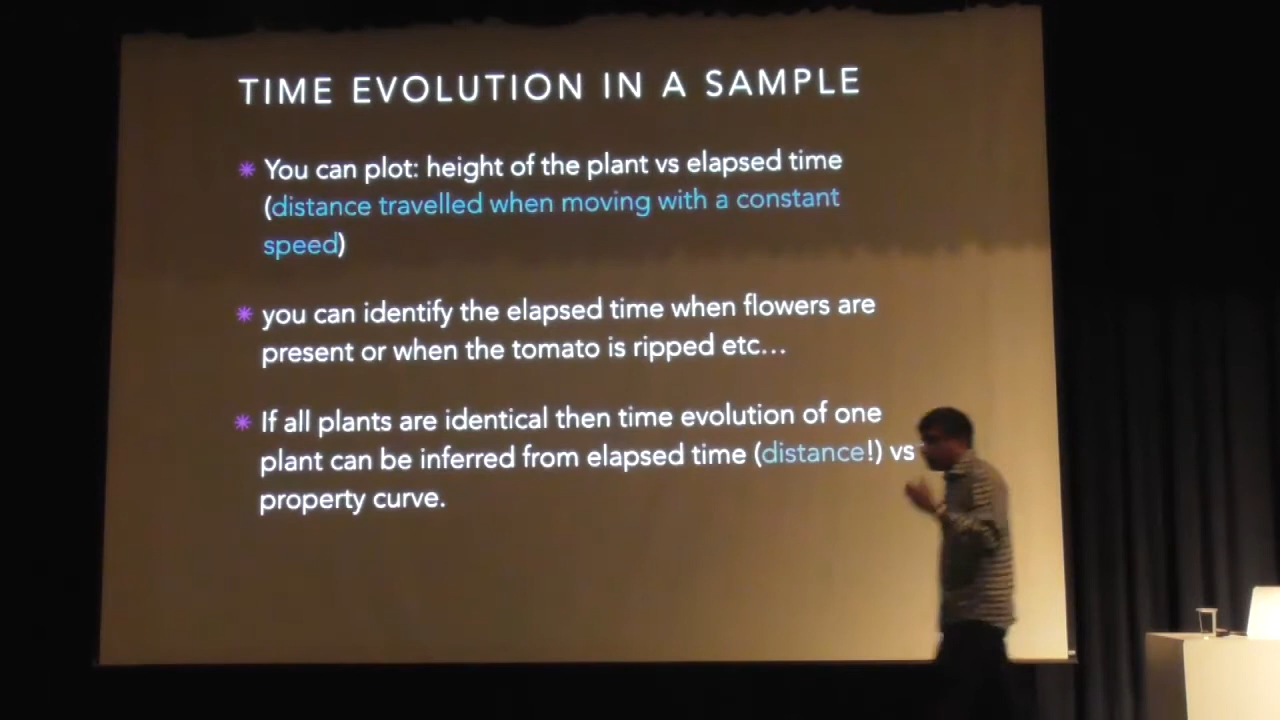 TIME EVOLUTION IN A SAMPLE
You can plot: height of the plant vs elapsed time
(distance travelled when moving with a constant
speed)
you can identify the elapsed time when flowers are
present or when the tomato is ripped etc...
If all plants are identical then time evolution of one
plant can be inferred from elapsed time (distance!) vs
property curve.